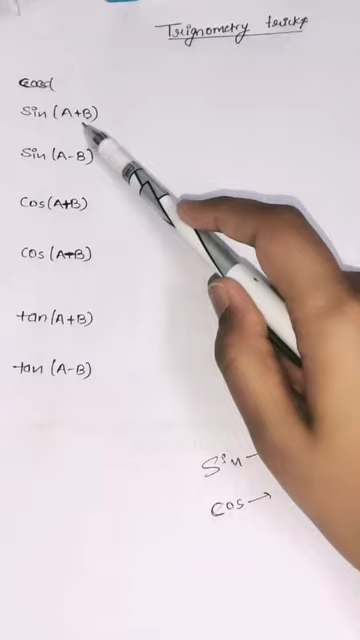 Trignometry tricks
Sin (A+B)
Sin (A-B)
Cos (A+B)
Cos (A-B)
tan (A+B)
tan (A-B)
Sin →
Cos →